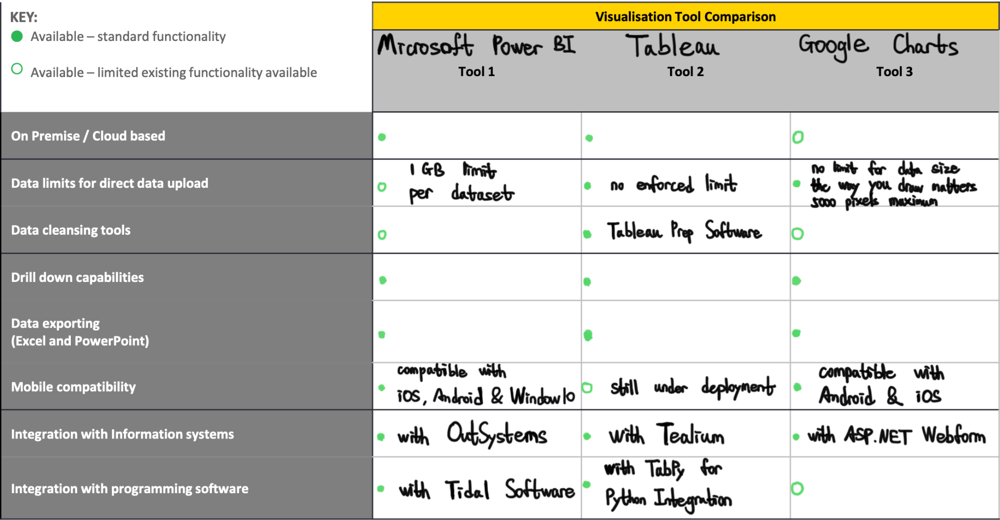 KEY:
Available – standard functionality
Available – limited existing functionality available
Visualisation Tool Comparison
Microsoft Power BI
Tool 1
Tableau
Tool 2
Google Charts
Tool 3
On Premise / Cloud based
Data limits for direct data upload
1 GB limit
per dataset
no enforced limit
no limit for data size
the way you draw matters
5000 pixels maximum
Data cleansing tools
Tableau Prep Software
Drill down capabilities
Data exporting
(Excel and PowerPoint)
Mobile compatibility
compatible with
iOS, Android & Window10
still under deployment
compatible with
Android & iOS
Integration with Information systems
with OutSystems
with Tealium
with ASP.NET Webform
Integration with programming software
with Tidal Software
with TabPy for
Python Integration